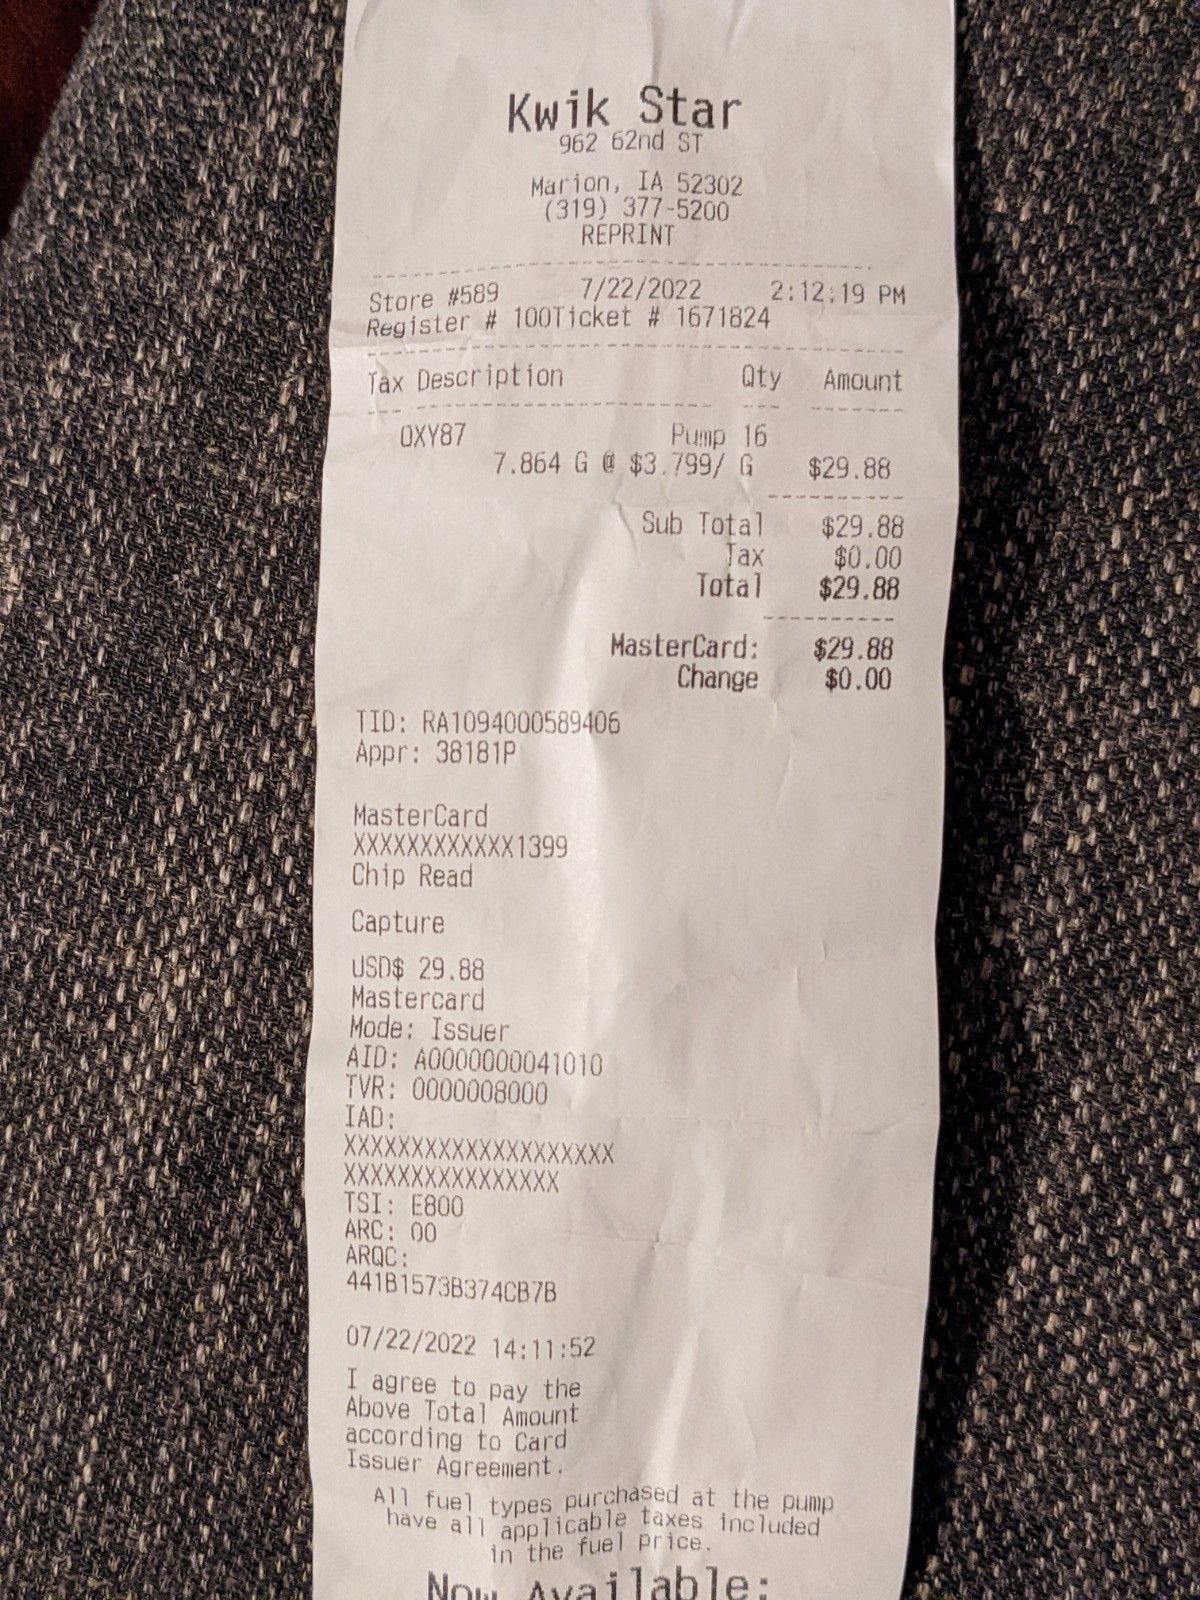 Kwik Star
962 62nd ST
Marion, IA 52302
(319) 377-5200
REPRINT
Store #589 7/22/2022 2:12:19 PM
Register # 100Ticket # 1671824
Tax Description Qty Amount
OXY87 Pump 16
7.864 G @ $3.799/ G $29.88
Sub Total $29.88
Tax $0.00
Total $29.88
MasterCard: $29.88
Change $0.00
TID: RA1094000589406
Appr: 38181P
MasterCard
XXXXXXXXXXXX1399
Chip Read
Capture
USD$ 29.88
Mastercard
Mode: Issuer
AID: A0000000041010
TVR: 0000008000
IAD:
XXXXXXXXXXXXXXXXXXXX
XXXXXXXXXXXXXXXX
TSI: E800
ARC: 00
ARQC:
441B1573B374CB7B
07/22/2022 14:11:52
I agree to pay the
Above Total Amount
according to Card
Issuer Agreement.
All fuel types purchased at the pump
have all applicable taxes included
in the fuel price.
Now Available: